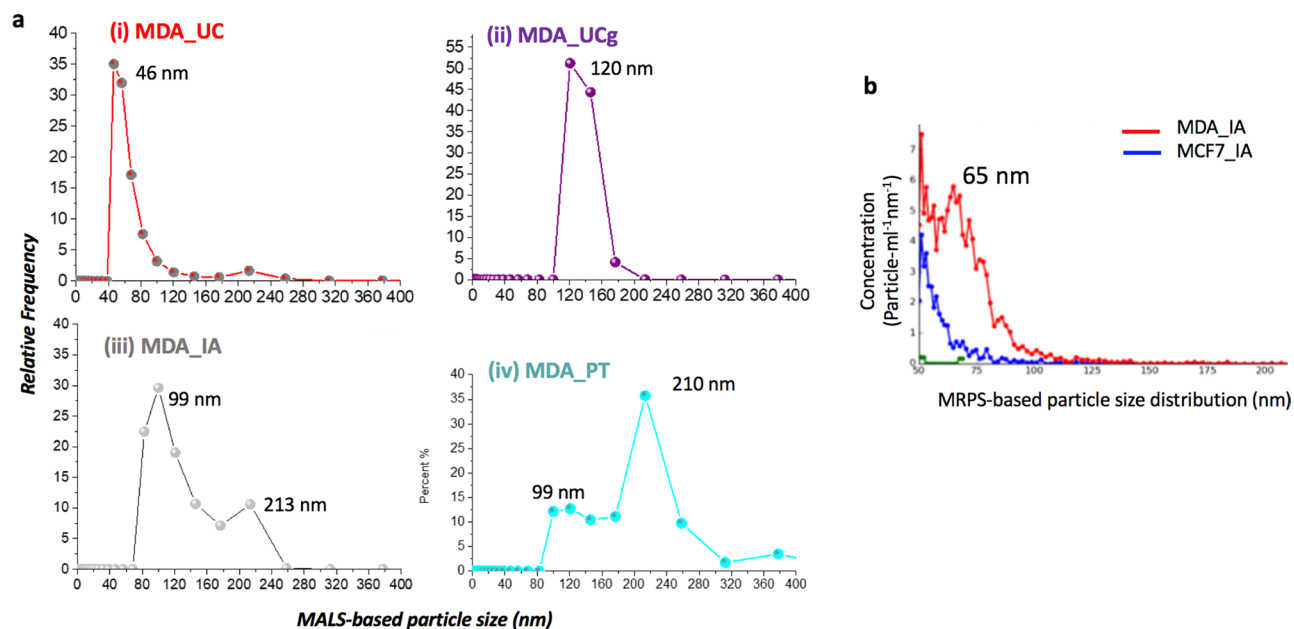 a
(i) MDA_UC
46 nm
35
30
25
20
15
10
5
0
0 40 80 120 160 200 240 280 320 360 400
(ii) MDA_UCg
120 nm
55
50
45
40
35
30
25
20
15
10
5
0
0 40 80 120 160 200 240 280 320 360 400
Relative Frequency
(iii) MDA_IA
99 nm
213 nm
40
35
30
25
20
15
10
5
0
0 40 80 120 160 200 240 280 320 360 400
(iv) MDA_PT
210 nm
99 nm
Percent %
40
35
30
25
20
15
10
5
0
0 40 80 120 160 200 240 280 320 360 400
MALS-based particle size (nm)
b
MDA_IA
MCF7_IA
65 nm
Concentration
(Particle-ml⁻¹nm⁻¹)
7
6
5
4
3
2
1
0
50 75 100 125 150 175 200
MRPS-based particle size distribution (nm)